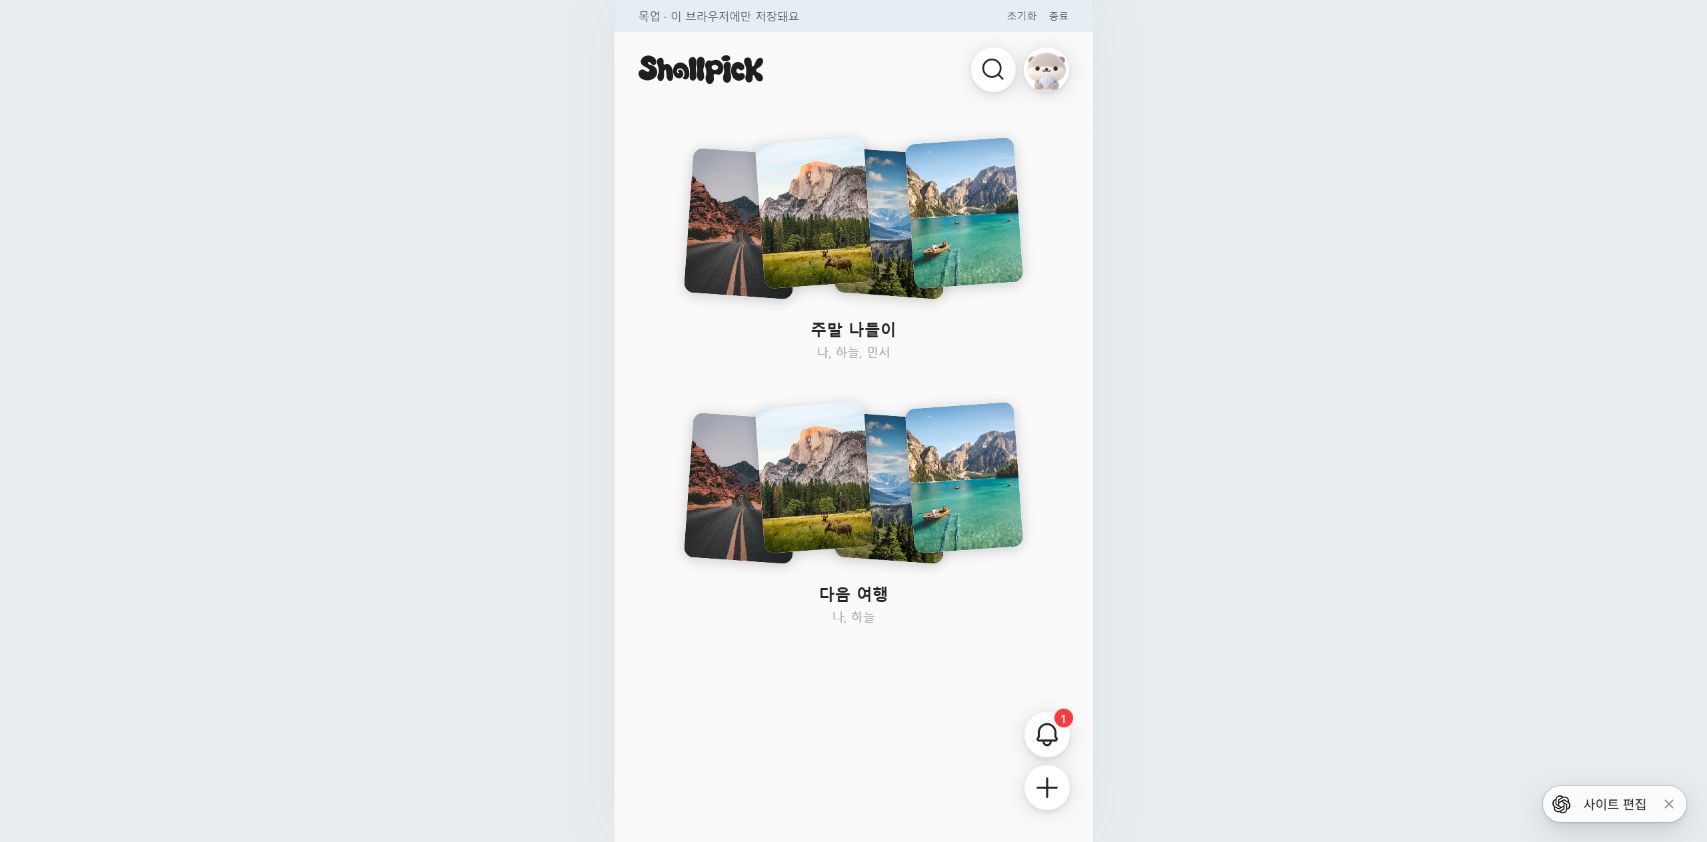 목업 · 이 브라우저에만 저장돼요
초기화 종료
ShallPick
주말 나들이
나, 하늘, 민서
다음 여행
나, 하늘
1
사이트 편집